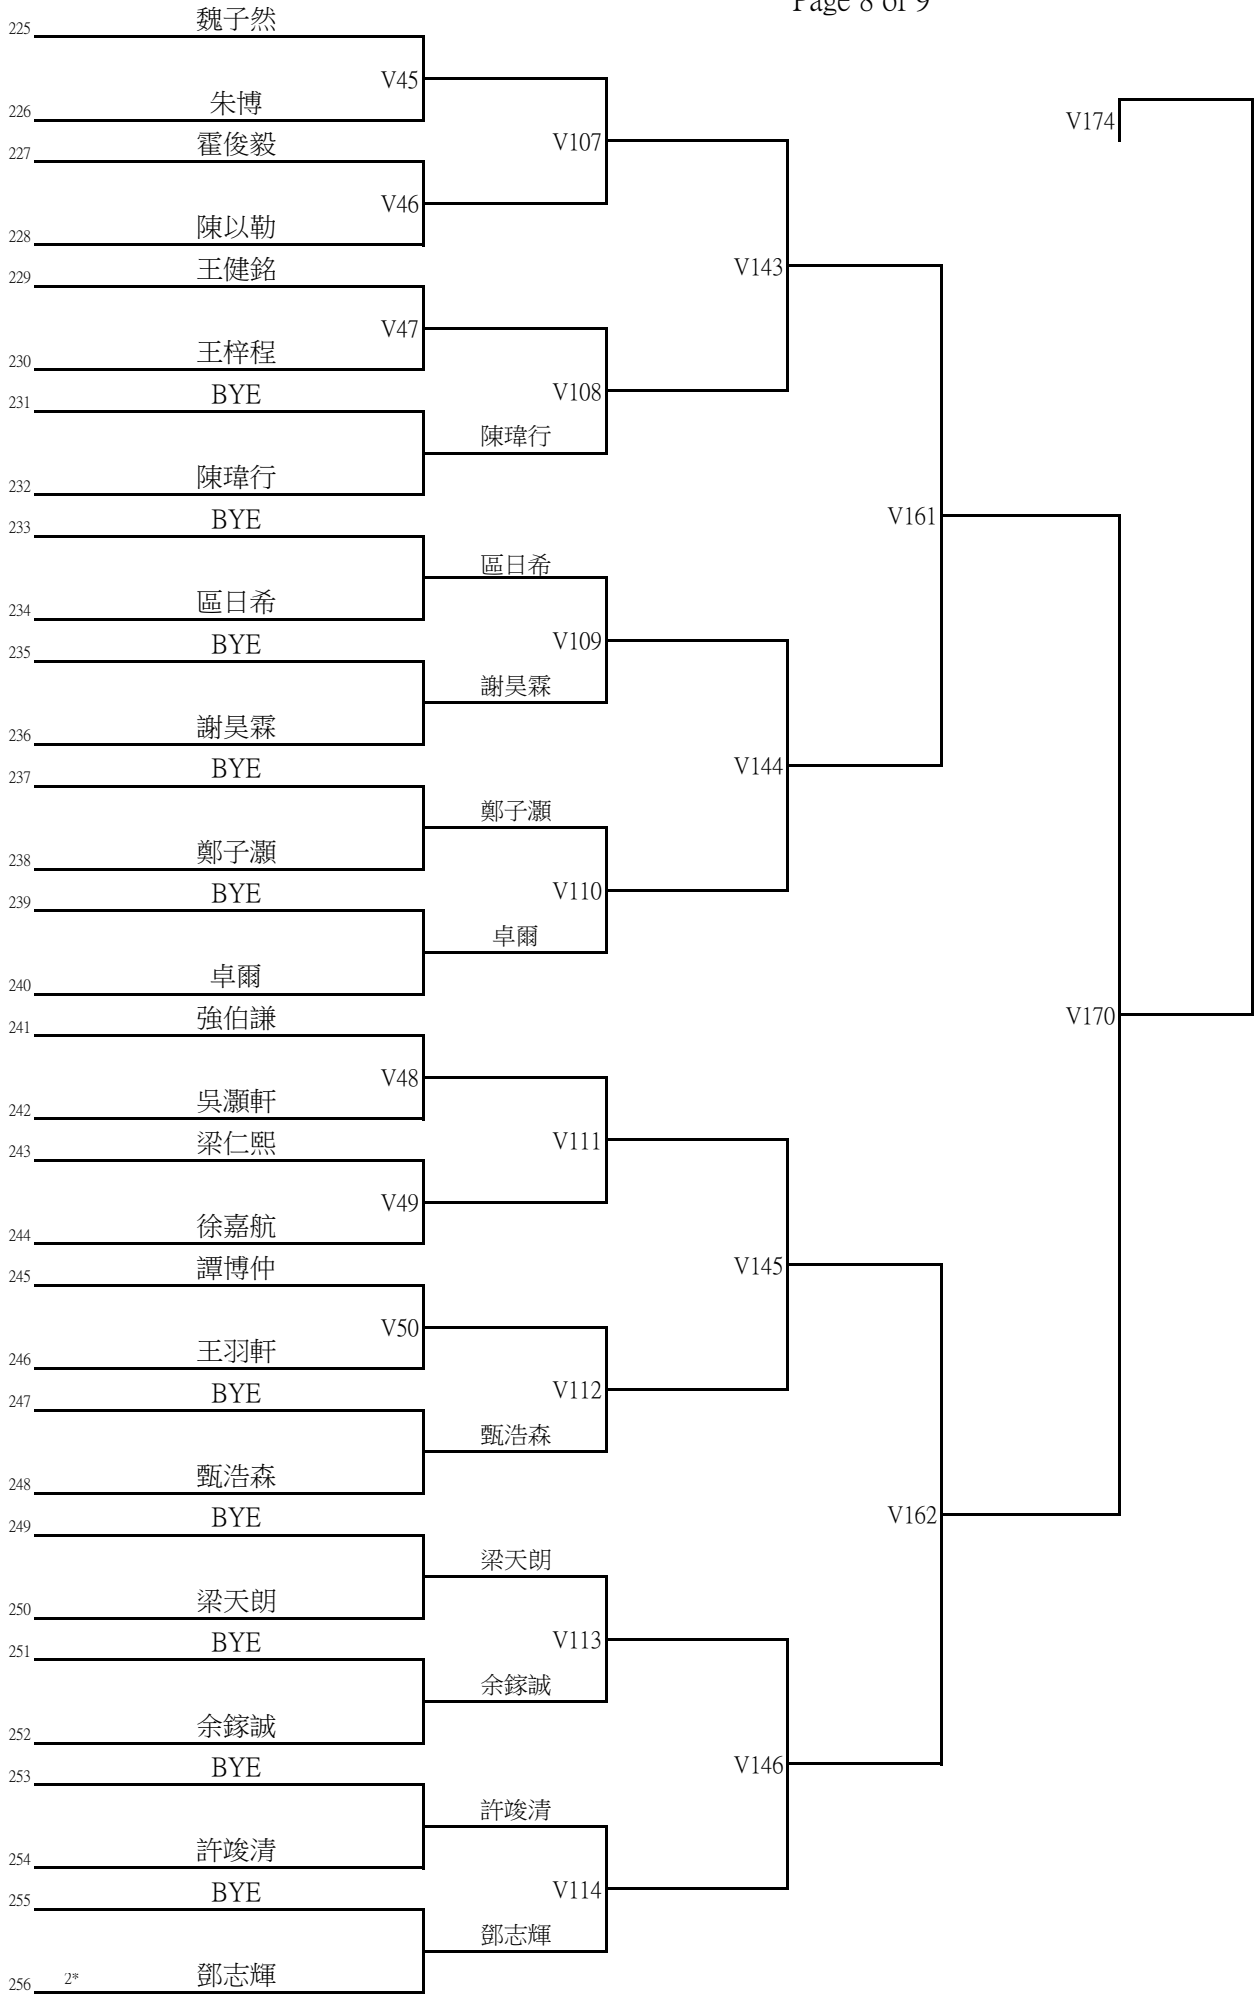 Page 8 of 9
225 魏子然
V45
226 朱博
V174
227 霍俊毅
V107
V46
228 陳以勒
229 王健銘
V143
V47
230 王梓程
231 BYE
V108
陳瑋行
232 陳瑋行
233 BYE
V161
區日希
234 區日希
235 BYE
V109
謝昊霖
236 謝昊霖
237 BYE
V144
鄭子灝
238 鄭子灝
239 BYE
V110
卓爾
240 卓爾
241 強伯謙
V170
V48
242 吳灝軒
243 梁仁熙
V111
V49
244 徐嘉航
245 譚博仲
V145
V50
246 王羽軒
247 BYE
V112
甄浩森
248 甄浩森
249 BYE
V162
梁天朗
250 梁天朗
251 BYE
V113
余鎵誠
252 余鎵誠
253 BYE
V146
許竣清
254 許竣清
255 BYE
V114
鄧志輝
256 2* 鄧志輝